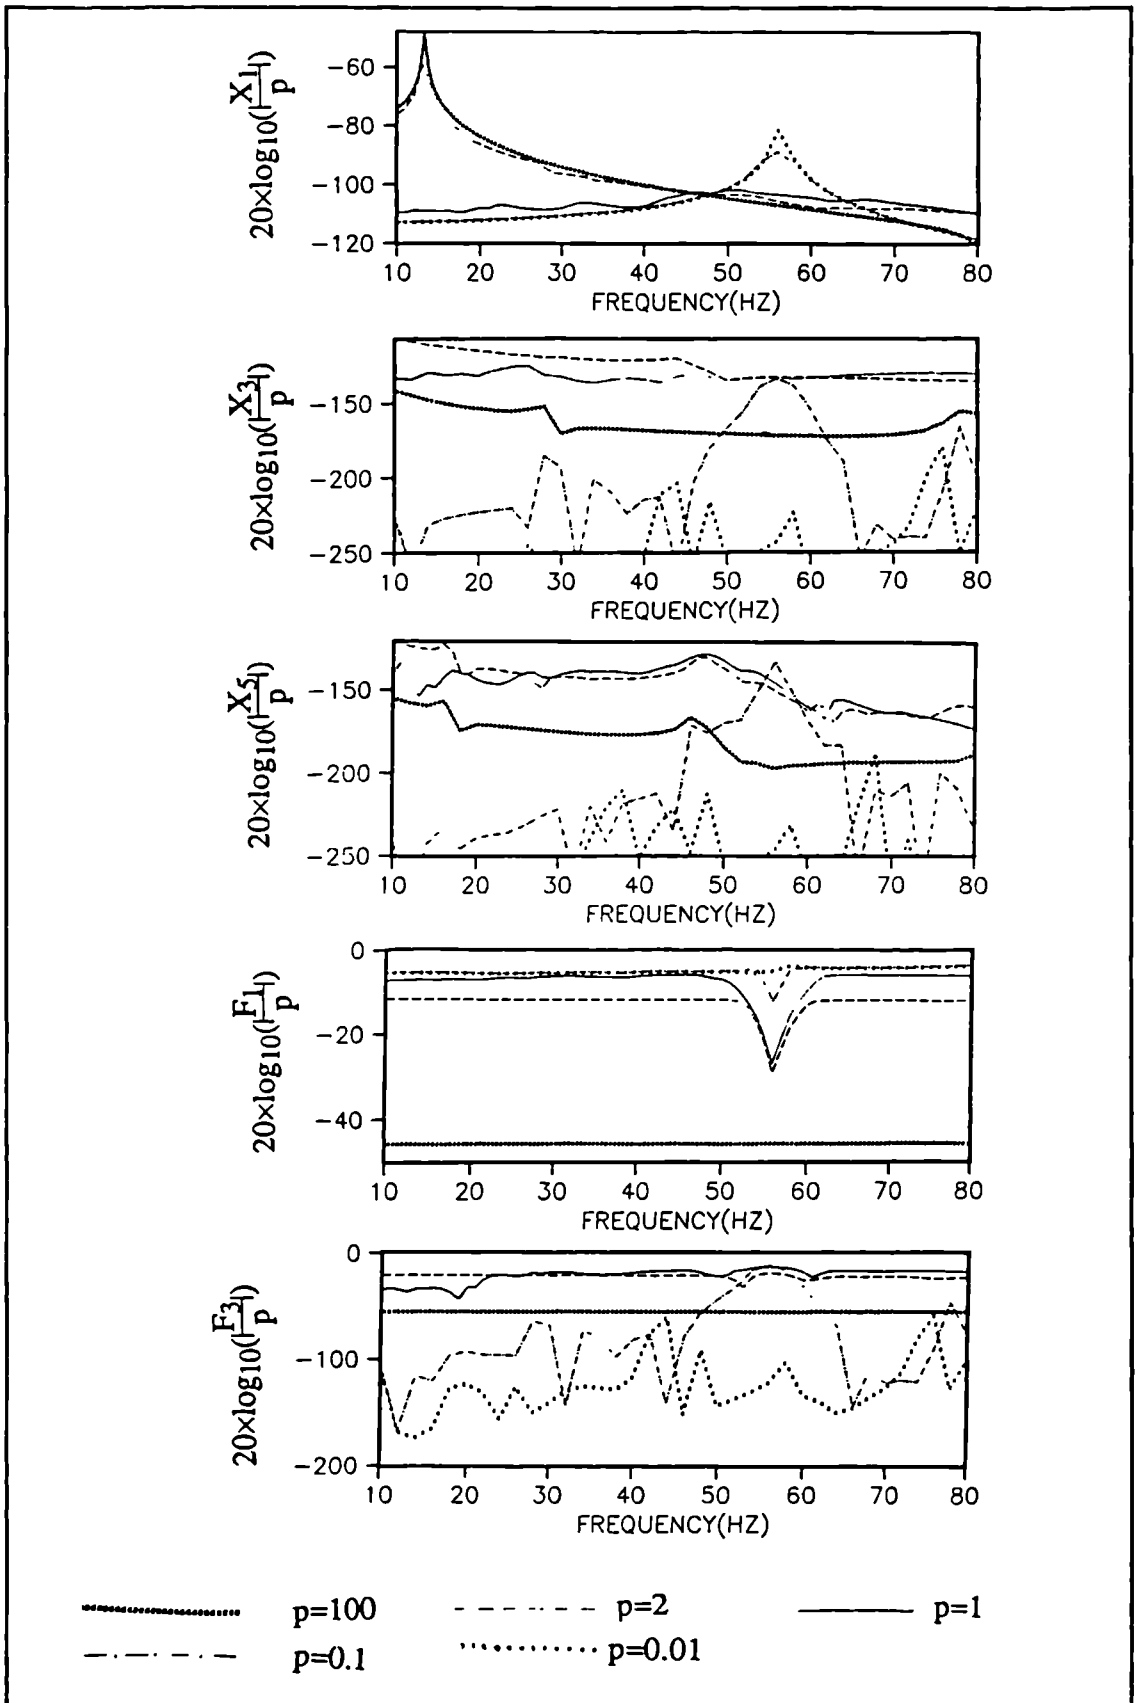 20×log10(|X1/p|)
−60
−80
−100
−120
10 20 30 40 50 60 70 80
FREQUENCY(HZ)
20×log10(|X3/p|)
−150
−200
−250
10 20 30 40 50 60 70 80
FREQUENCY(HZ)
20×log10(|X5/p|)
−150
−200
−250
10 20 30 40 50 60 70 80
FREQUENCY(HZ)
20×log10(|F1/p|)
0
−20
−40
10 20 30 40 50 60 70 80
FREQUENCY(HZ)
20×log10(|F3/p|)
0
−100
−200
10 20 30 40 50 60 70 80
FREQUENCY(HZ)
p=100 p=2 p=1
p=0.1 p=0.01